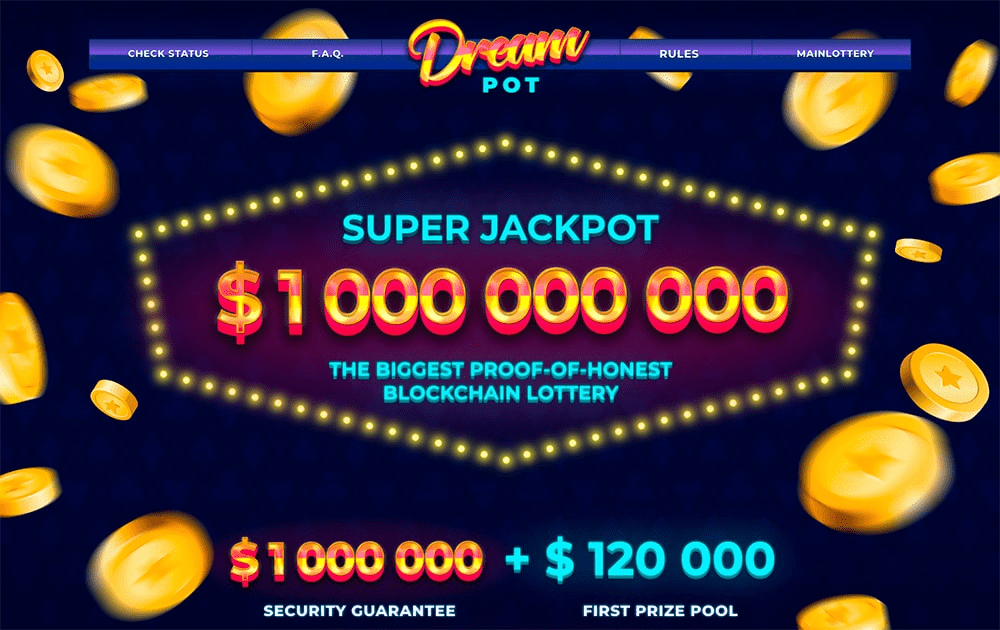 CHECK STATUS
F.A.Q.
Dream
POT
RULES
MAINLOTTERY
SUPER JACKPOT
$1 000 000 000
THE BIGGEST PROOF-OF-HONEST
BLOCKCHAIN LOTTERY
$1 000 000 + $ 120 000
SECURITY GUARANTEE
FIRST PRIZE POOL